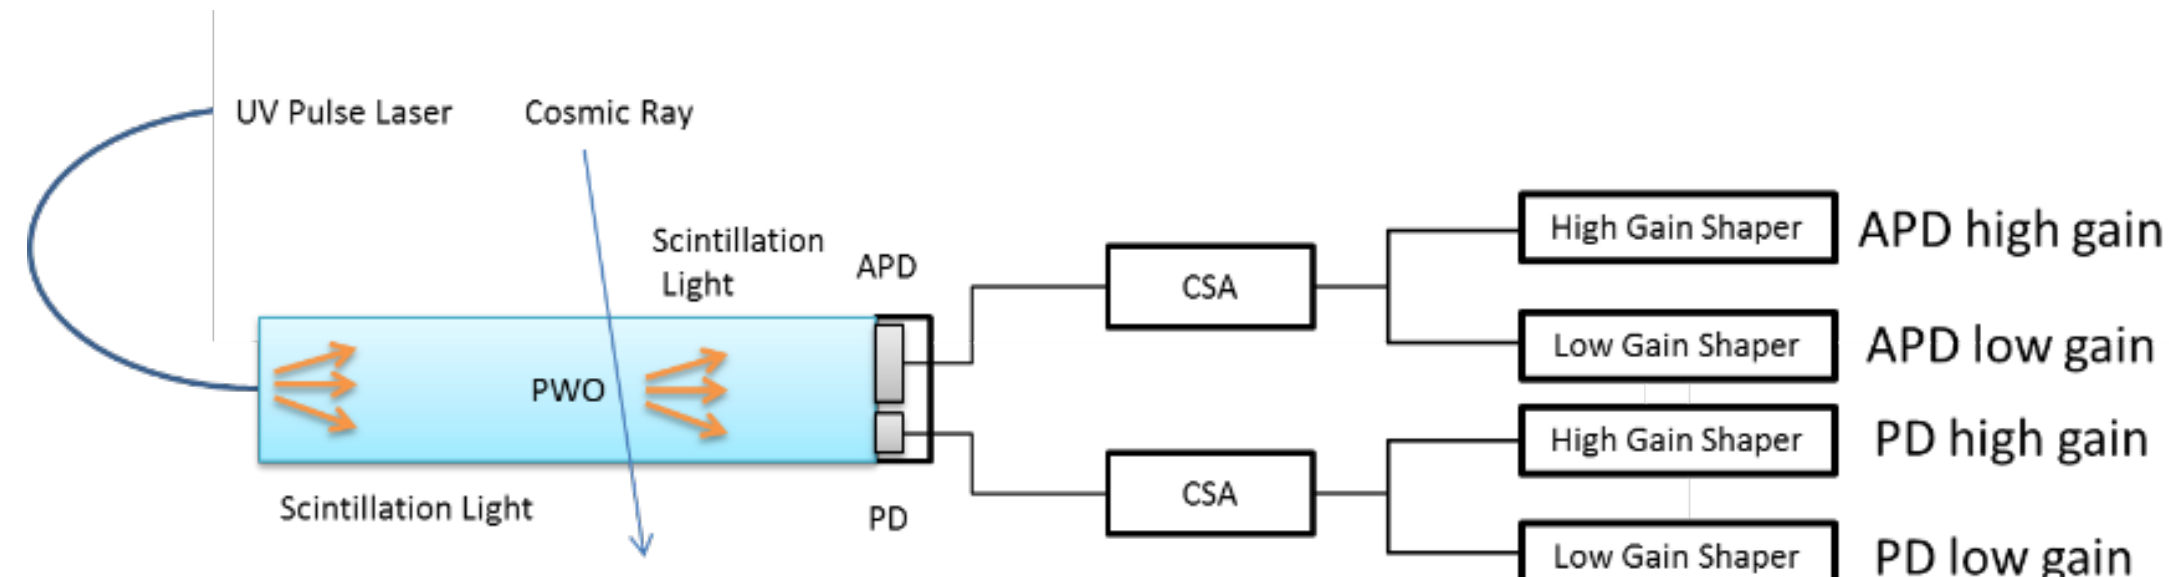 UV Pulse Laser
Cosmic Ray
Scintillation
Light
APD
PWO
Scintillation Light
PD
CSA
CSA
High Gain Shaper
APD high gain
Low Gain Shaper
APD low gain
High Gain Shaper
PD high gain
Low Gain Shaper
PD low gain